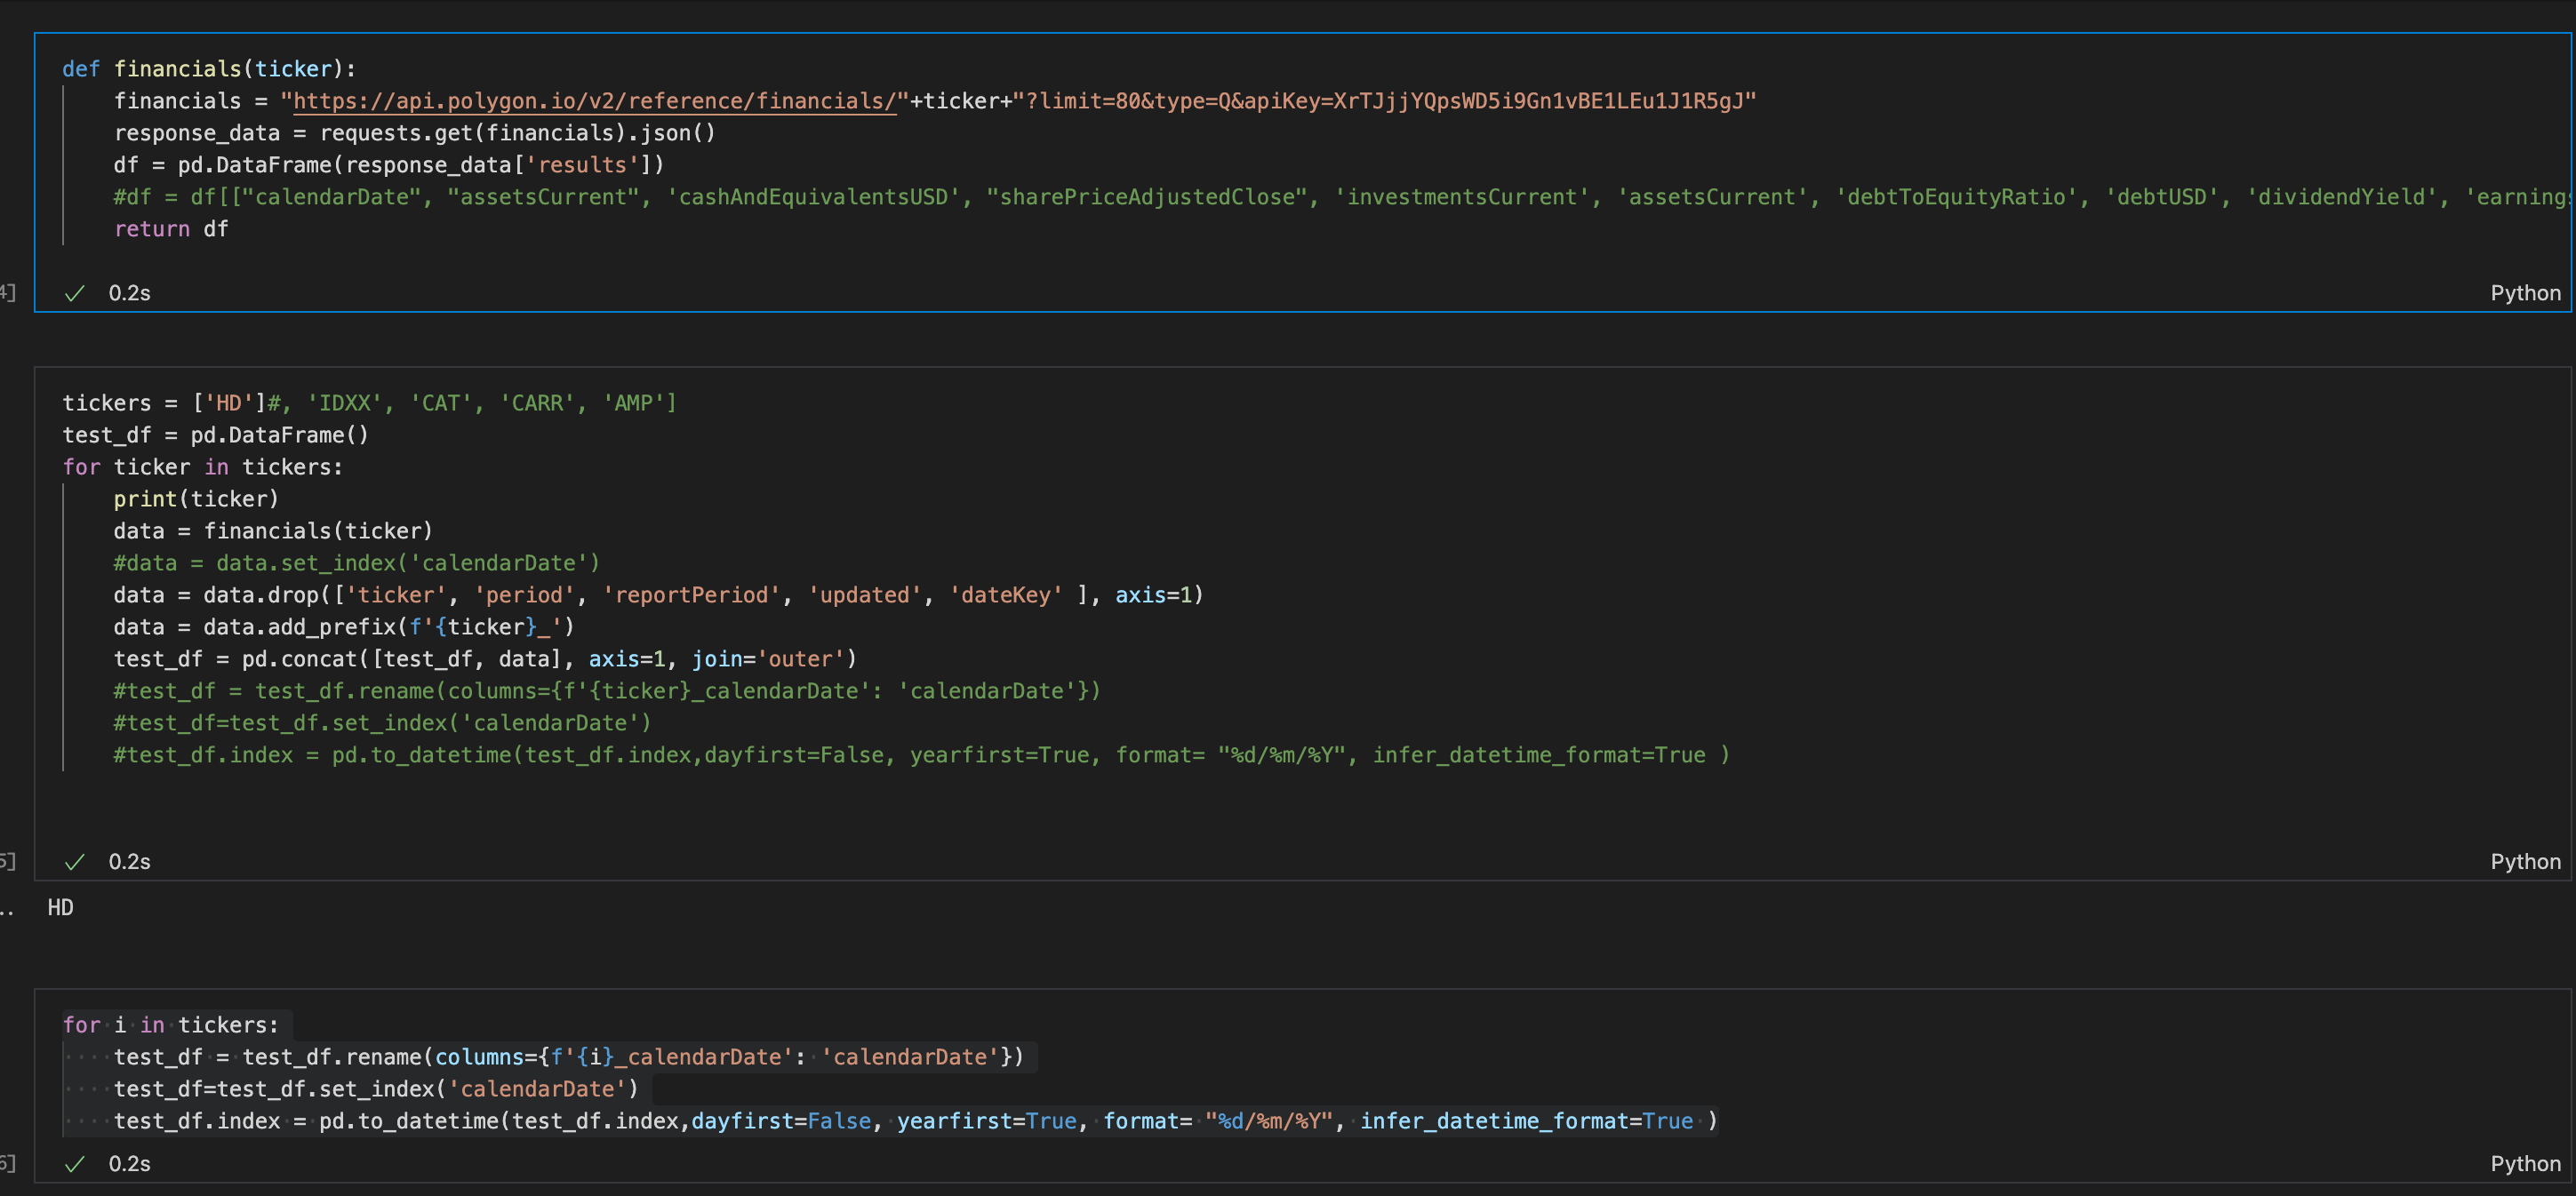 def financials(ticker):
    financials = "https://api.polygon.io/v2/reference/financials/"+ticker+"?limit=80&type=Q&apiKey=XrTJjjYQpsWD5i9Gn1vBE1LEu1J1R5gJ"
    response_data = requests.get(financials).json()
    df = pd.DataFrame(response_data['results'])
    #df = df[["calendarDate", "assetsCurrent", 'cashAndEquivalentsUSD', "sharePriceAdjustedClose", 'investmentsCurrent', 'assetsCurrent', 'debtToEquityRatio', 'debtUSD', 'dividendYield', 'earnings
    return df
4]
✓ 0.2s
Python
tickers = ['HD']#, 'IDXX', 'CAT', 'CARR', 'AMP']
test_df = pd.DataFrame()
for ticker in tickers:
    print(ticker)
    data = financials(ticker)
    #data = data.set_index('calendarDate')
    data = data.drop(['ticker', 'period', 'reportPeriod', 'updated', 'dateKey' ], axis=1)
    data = data.add_prefix(f'{ticker}_')
    test_df = pd.concat([test_df, data], axis=1, join='outer')
    #test_df = test_df.rename(columns={f'{ticker}_calendarDate': 'calendarDate'})
    #test_df=test_df.set_index('calendarDate')
    #test_df.index = pd.to_datetime(test_df.index,dayfirst=False, yearfirst=True, format= "%d/%m/%Y", infer_datetime_format=True )
5]
✓ 0.2s
Python
.. HD
for i in tickers:
    test_df = test_df.rename(columns={f'{i}_calendarDate': 'calendarDate'})
    test_df=test_df.set_index('calendarDate')
    test_df.index = pd.to_datetime(test_df.index,dayfirst=False, yearfirst=True, format= "%d/%m/%Y", infer_datetime_format=True )
6]
✓ 0.2s
Python